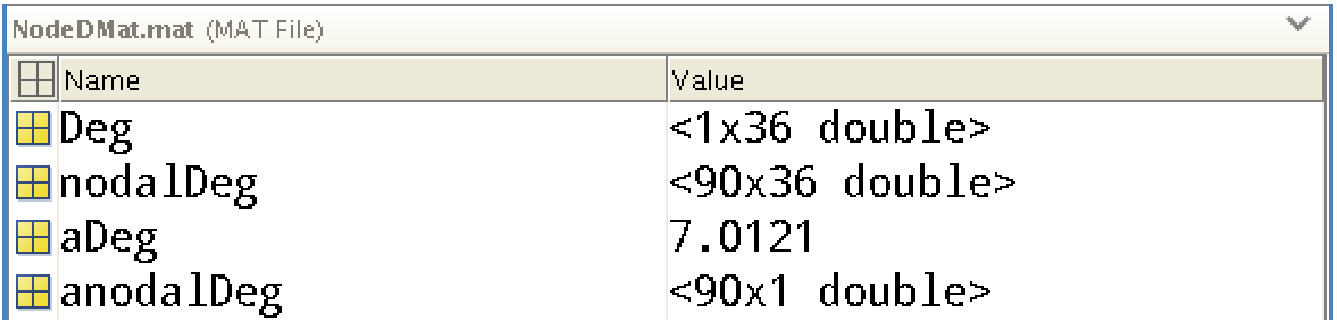 NodeDMat.mat (MAT File)
Name Value
Deg <1x36 double>
nodalDeg <90x36 double>
aDeg 7.0121
anodalDeg <90x1 double>